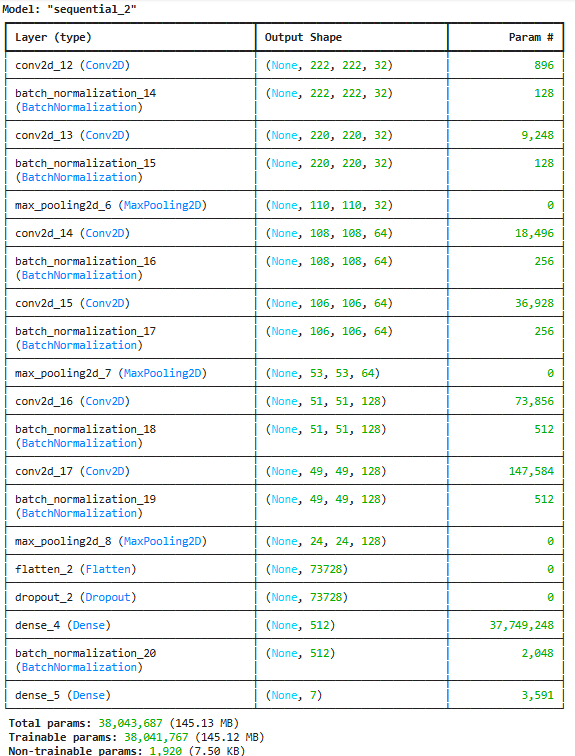 Model: "sequential_2"
Layer (type) Output Shape Param #
conv2d_12 (Conv2D) (None, 222, 222, 32) 896
batch_normalization_14 (None, 222, 222, 32) 128
(BatchNormalization)
conv2d_13 (Conv2D) (None, 220, 220, 32) 9,248
batch_normalization_15 (None, 220, 220, 32) 128
(BatchNormalization)
max_pooling2d_6 (MaxPooling2D) (None, 110, 110, 32) 0
conv2d_14 (Conv2D) (None, 108, 108, 64) 18,496
batch_normalization_16 (None, 108, 108, 64) 256
(BatchNormalization)
conv2d_15 (Conv2D) (None, 106, 106, 64) 36,928
batch_normalization_17 (None, 106, 106, 64) 256
(BatchNormalization)
max_pooling2d_7 (MaxPooling2D) (None, 53, 53, 64) 0
conv2d_16 (Conv2D) (None, 51, 51, 128) 73,856
batch_normalization_18 (None, 51, 51, 128) 512
(BatchNormalization)
conv2d_17 (Conv2D) (None, 49, 49, 128) 147,584
batch_normalization_19 (None, 49, 49, 128) 512
(BatchNormalization)
max_pooling2d_8 (MaxPooling2D) (None, 24, 24, 128) 0
flatten_2 (Flatten) (None, 73728) 0
dropout_2 (Dropout) (None, 73728) 0
dense_4 (Dense) (None, 512) 37,749,248
batch_normalization_20 (None, 512) 2,048
(BatchNormalization)
dense_5 (Dense) (None, 7) 3,591
Total params: 38,043,687 (145.13 MB)
Trainable params: 38,041,767 (145.12 MB)
Non-trainable params: 1,920 (7.50 KB)